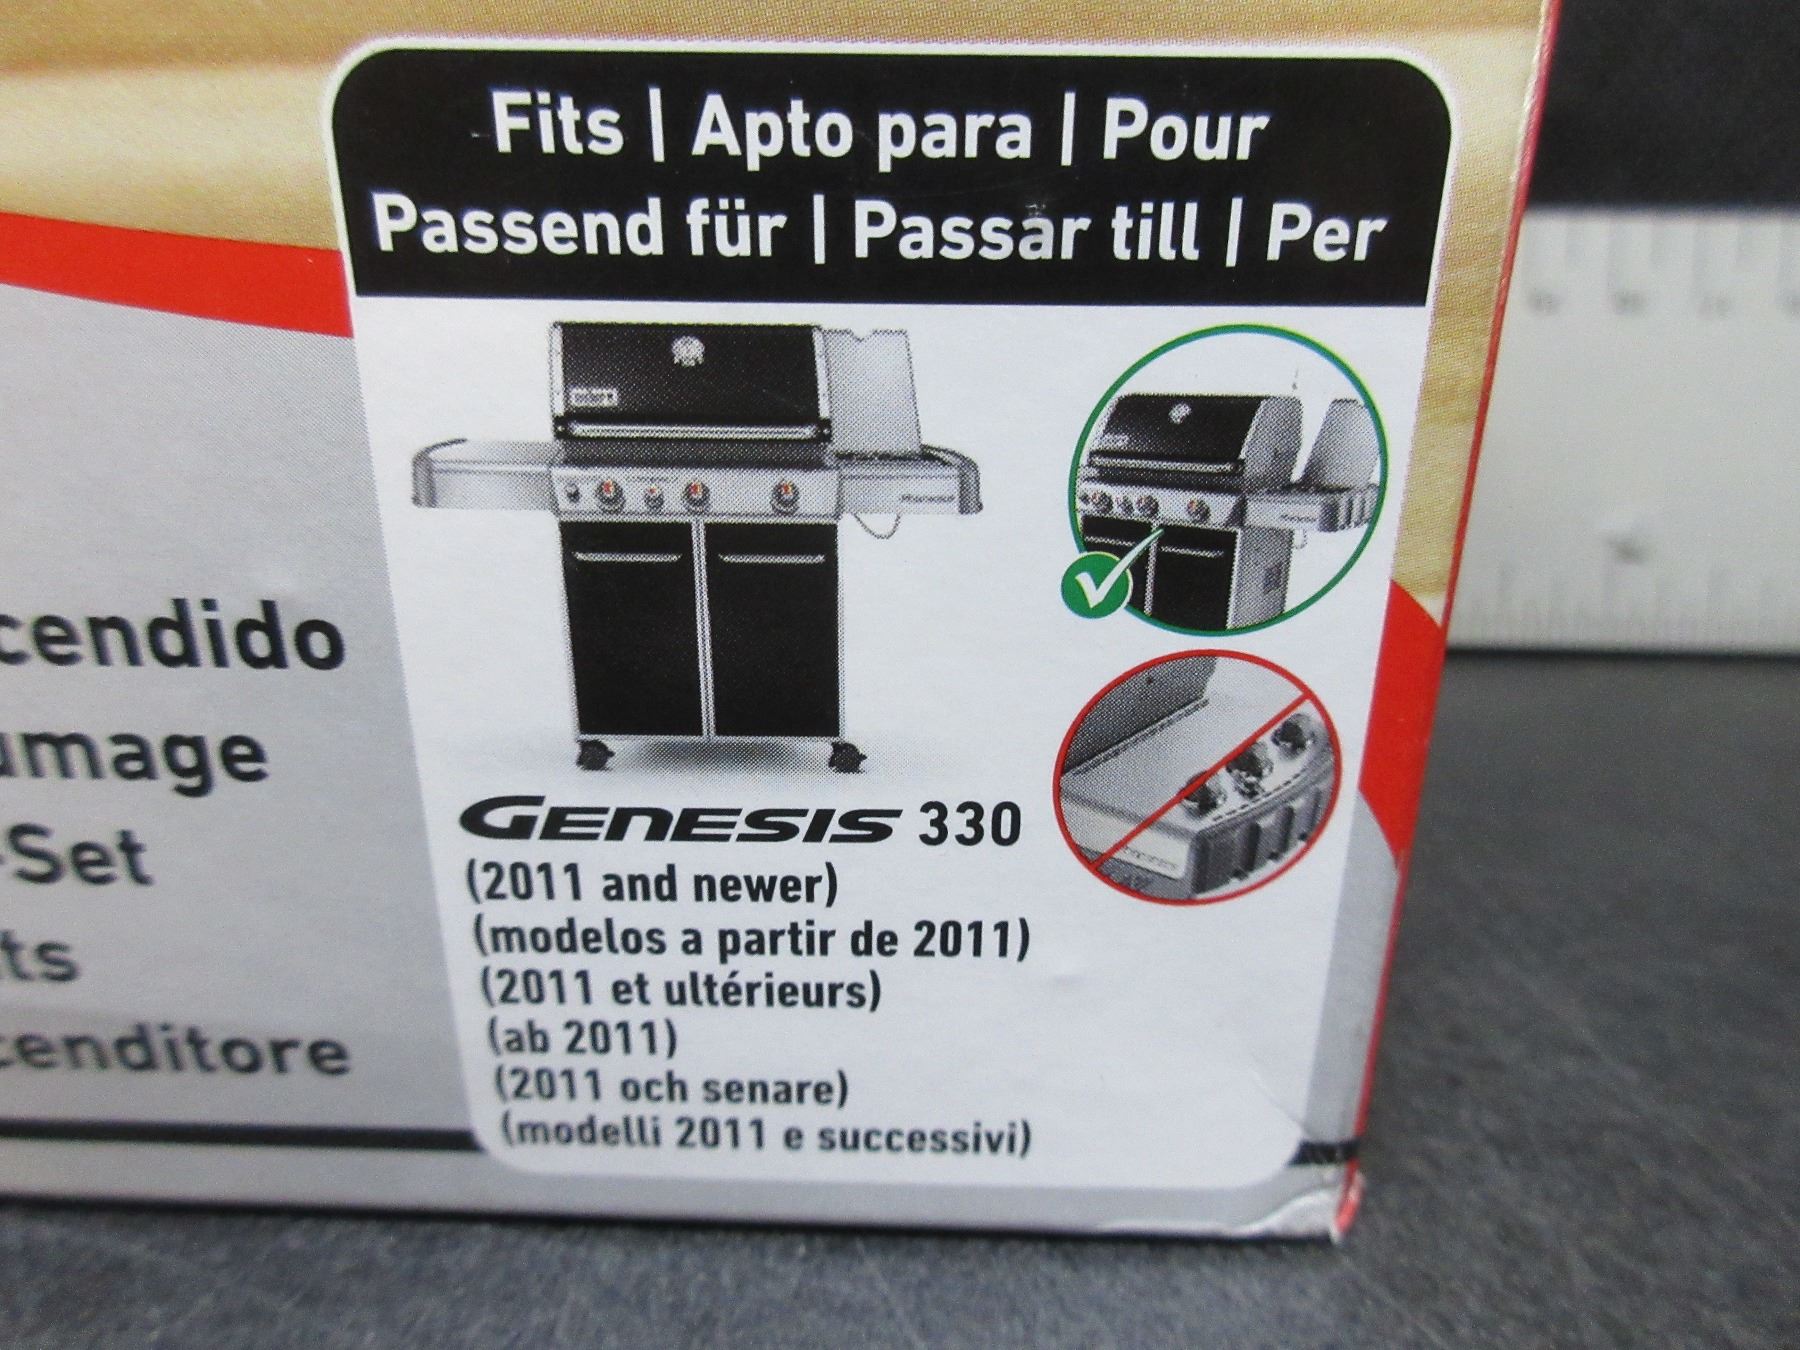 Fits | Apto para | Pour
Passend für | Passar till | Per
weber
GENESIS 330
(2011 and newer)
(modelos a partir de 2011)
(2011 et ultérieurs)
(ab 2011)
(2011 och senare)
(modelli 2011 e successivi)
cendido
umage
-Set
ts
cenditore